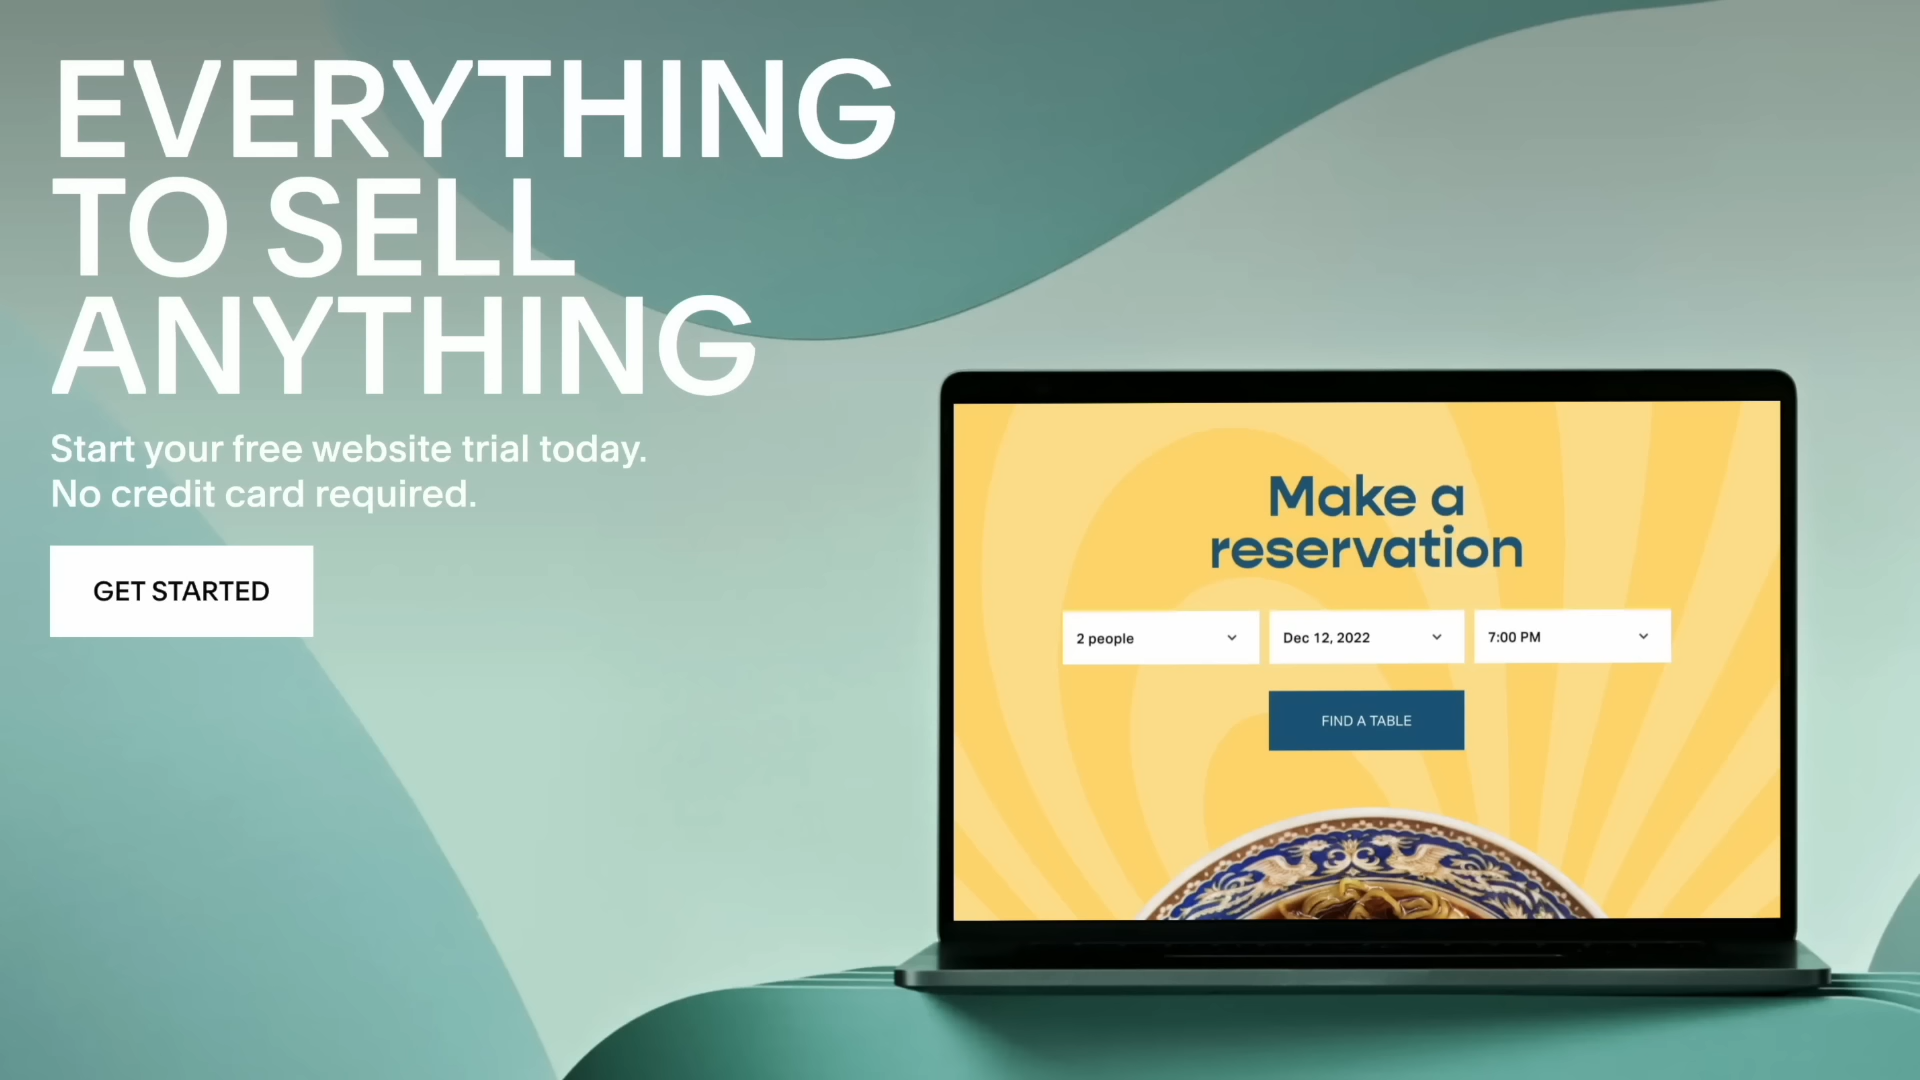 EVERYTHING
TO SELL
ANYTHING
Start your free website trial today.
No credit card required.
GET STARTED
Make a
reservation
2 people
Dec 12, 2022
7:00 PM
FIND A TABLE